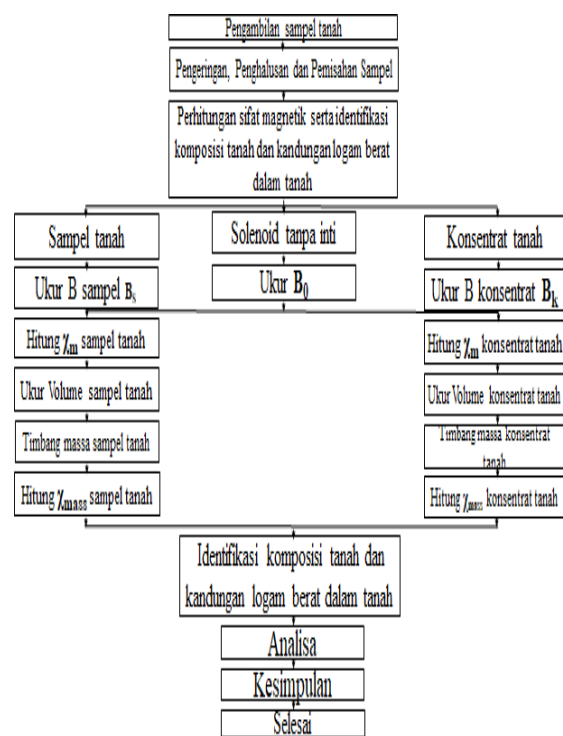 Pengambilan sampel tanah
Pengeringan, Penghalusan dan Pemisahan Sampel
Perhitungan sifat magnetik serta identifikasi
komposisi tanah dan kandungan logam berat
dalam tanah
Sampel tanah
Solenoid tanpa inti
Konsentrat tanah
Ukur B sampel Bs
Ukur B0
Ukur B konsentrat Bk
Hitung χm sampel tanah
Ukur Volume sampel tanah
Timbang massa sampel tanah
Hitung χmass sampel tanah
Hitung χm konsentrat tanah
Ukur Volume konsentrat tanah
Timbang massa konsentrat
tanah
Hitung χmass konsentrat tanah
Identifikasi komposisi tanah dan
kandungan logam berat dalam tanah
Analisa
Kesimpulan
Selesai